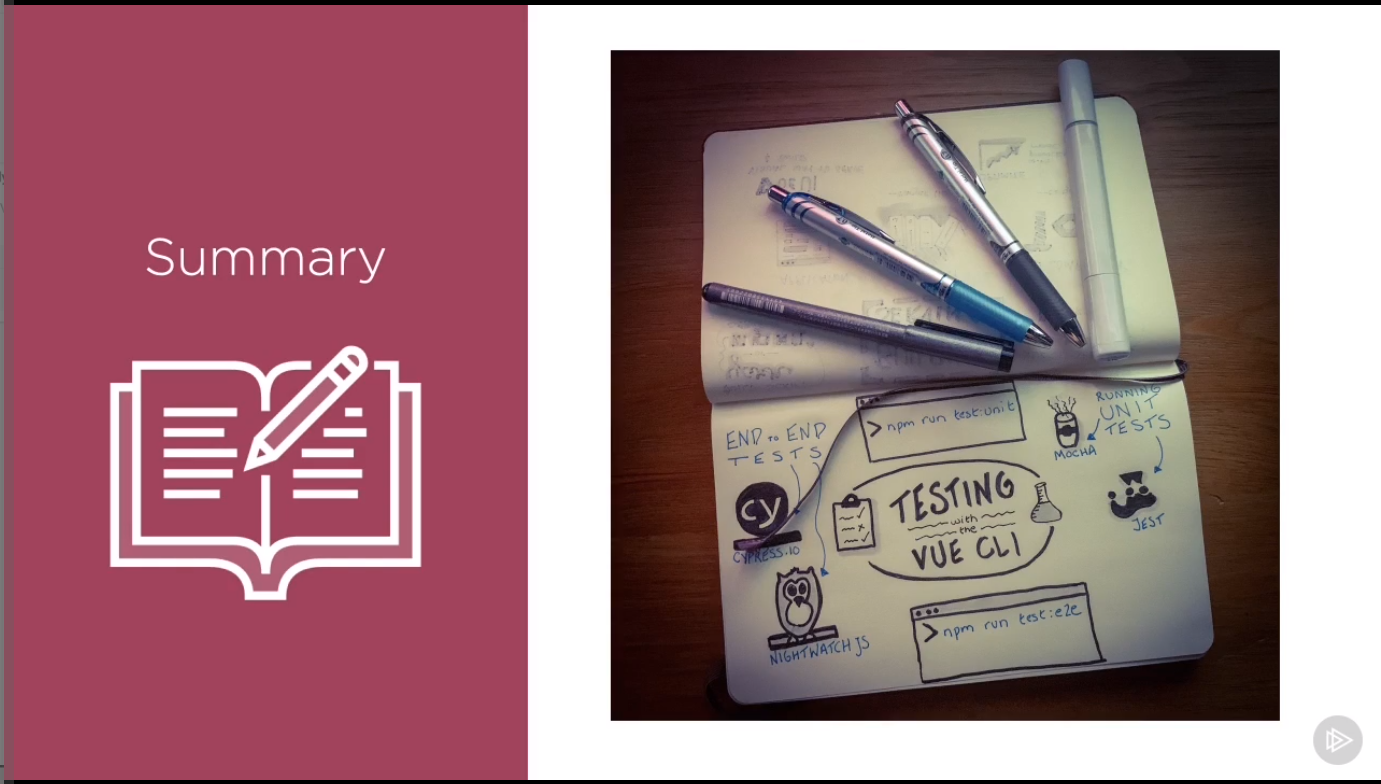 Summary
> npm run test:unit
RUNNING
UNIT
TESTS
MOCHA
JEST
END to END
TESTS
cy
CYPRESS.IO
NIGHTWATCH JS
TESTING
with
the
VUE CLI
> npm run test:e2e